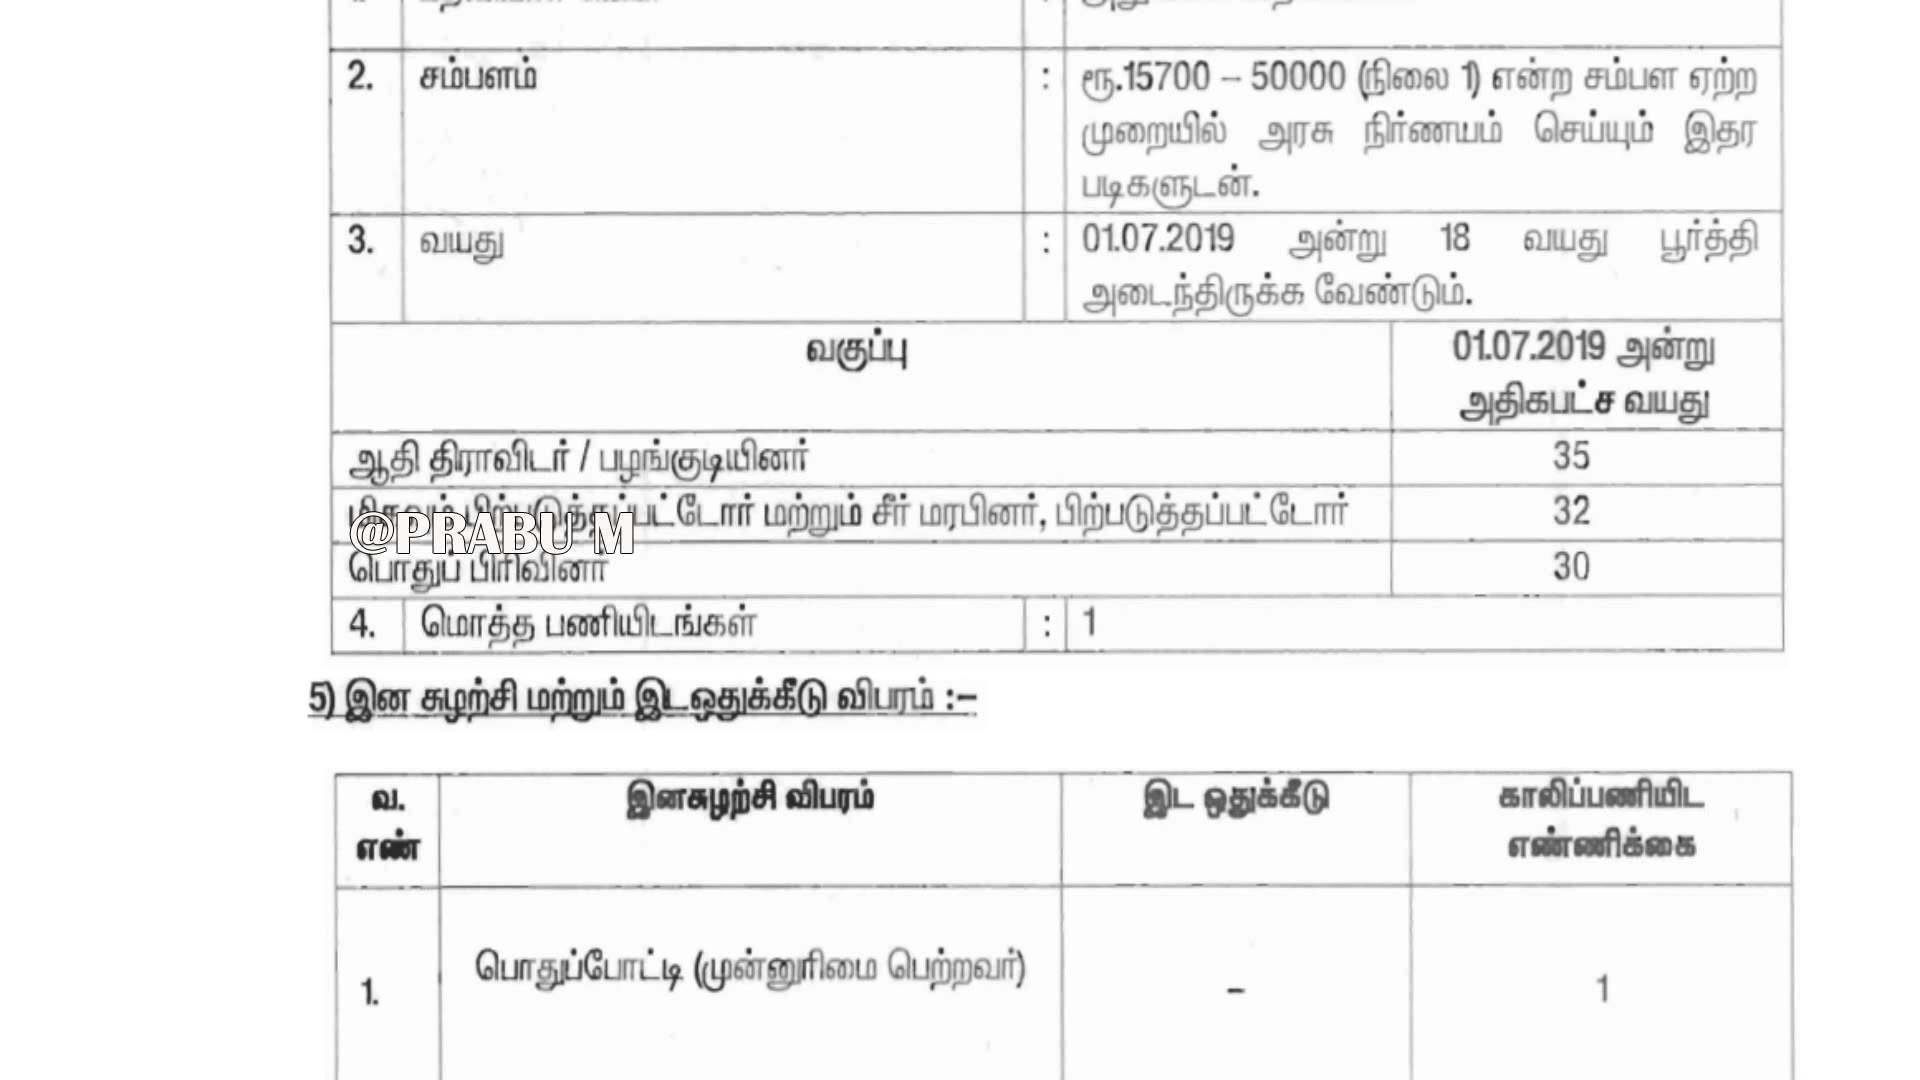 2. சம்பளம் : ரூ.15700 – 50000 (நிலை 1) என்ற சம்பள ஏற்ற
முறையில் அரசு நிர்ணயம் செய்யும் இதர
படிகளுடன்.
3. வயது : 01.07.2019 அன்று 18 வயது பூர்த்தி
அடைந்திருக்க வேண்டும்.
வகுப்பு 01.07.2019 அன்று
அதிகபட்ச வயது
ஆதி திராவிடர் / பழங்குடியினர் 35
மிகவும் பிற்படுத்தப்பட்டோர் மற்றும் சீர் மரபினர், பிற்படுத்தப்பட்டோர் 32
@PRABU M
பொதுப் பிரிவினர் 30
4. மொத்த பணியிடங்கள் : 1
5) இன சுழற்சி மற்றும் இடஒதுக்கீடு விபரம் :–
வ. இனசுழற்சி விபரம் இட ஒதுக்கீடு காலிப்பணியிட
எண் எண்ணிக்கை
பொதுப்போட்டி (முன்னுரிமை பெற்றவர்)
1. – 1